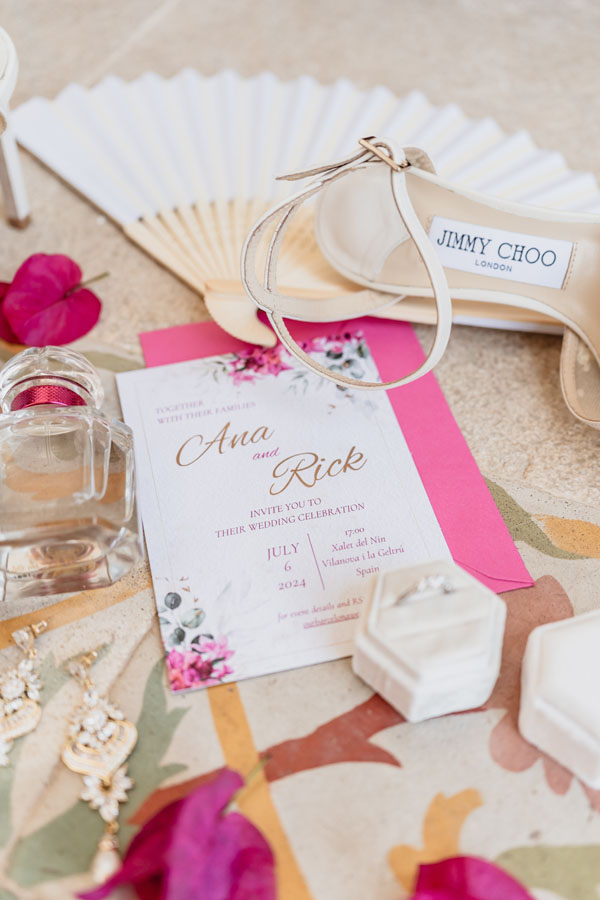 JIMMY CHOO
LONDON
TOGETHER
WITH THEIR FAMILIES
Ana
and
Rick
INVITE YOU TO
THEIR WEDDING CELEBRATION
JULY
6
2024
17:00
Xalet del Nin
Vilanova i la Geltrú
Spain
for event details and RS